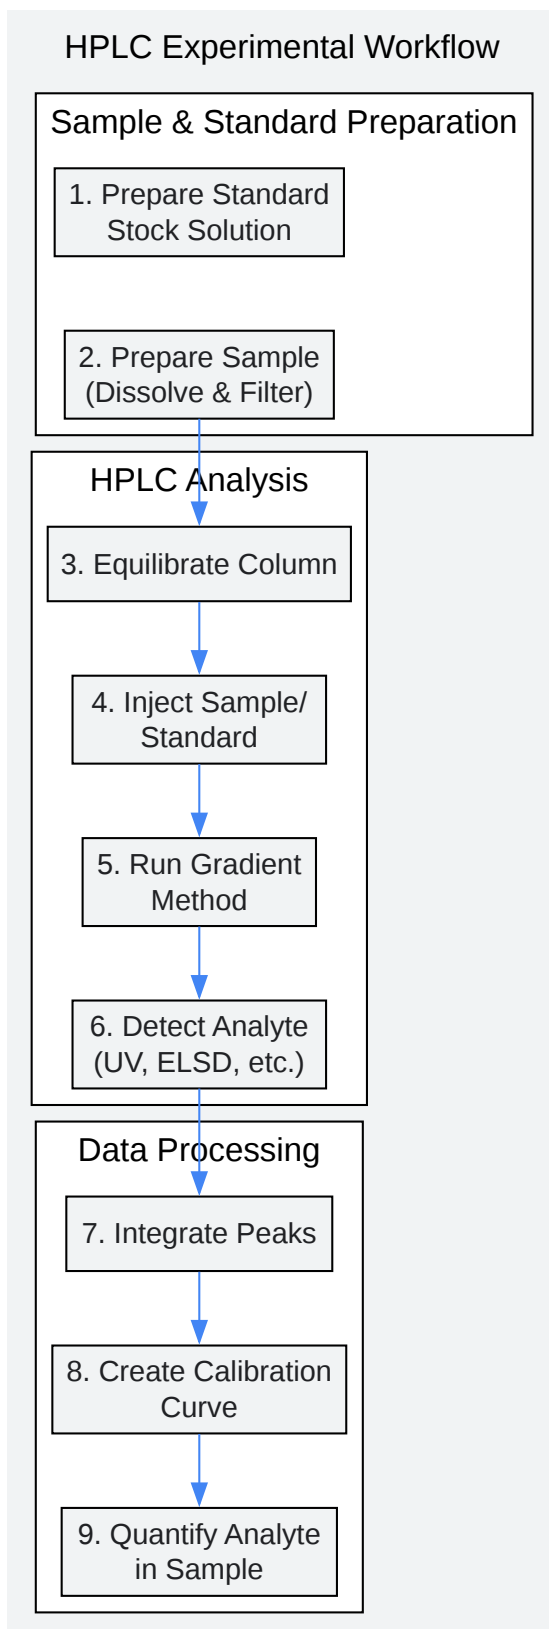 HPLC Experimental Workflow
Sample & Standard Preparation
1. Prepare Standard
Stock Solution
2. Prepare Sample
(Dissolve & Filter)
HPLC Analysis
3. Equilibrate Column
4. Inject Sample/
Standard
5. Run Gradient
Method
6. Detect Analyte
(UV, ELSD, etc.)
Data Processing
7. Integrate Peaks
8. Create Calibration
Curve
9. Quantify Analyte
in Sample